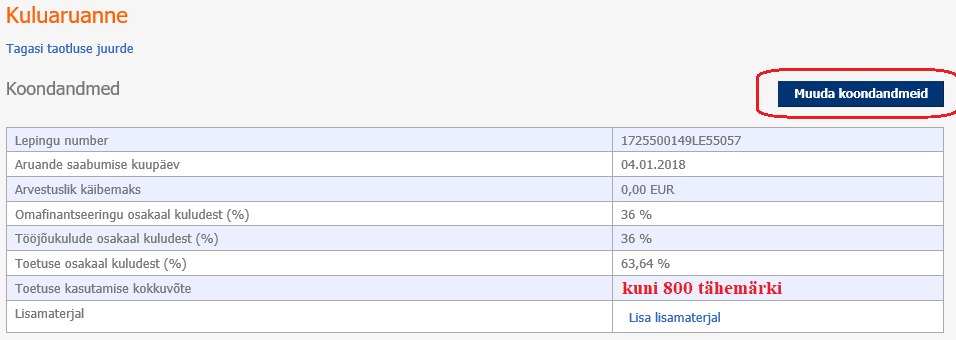 Kuluaruanne
Tagasi taotluse juurde
Koondandmed
Muuda koondandmeid
Lepingu number 1725500149LE55057
Aruande saabumise kuupäev 04.01.2018
Arvestuslik käibemaks 0,00 EUR
Omafinantseeringu osakaal kuludest (%) 36 %
Tööjõukulude osakaal kuludest (%) 36 %
Toetuse osakaal kuludest (%) 63,64 %
Toetuse kasutamise kokkuvõte kuni 800 tähemärki
Lisamaterjal Lisa lisamaterjal